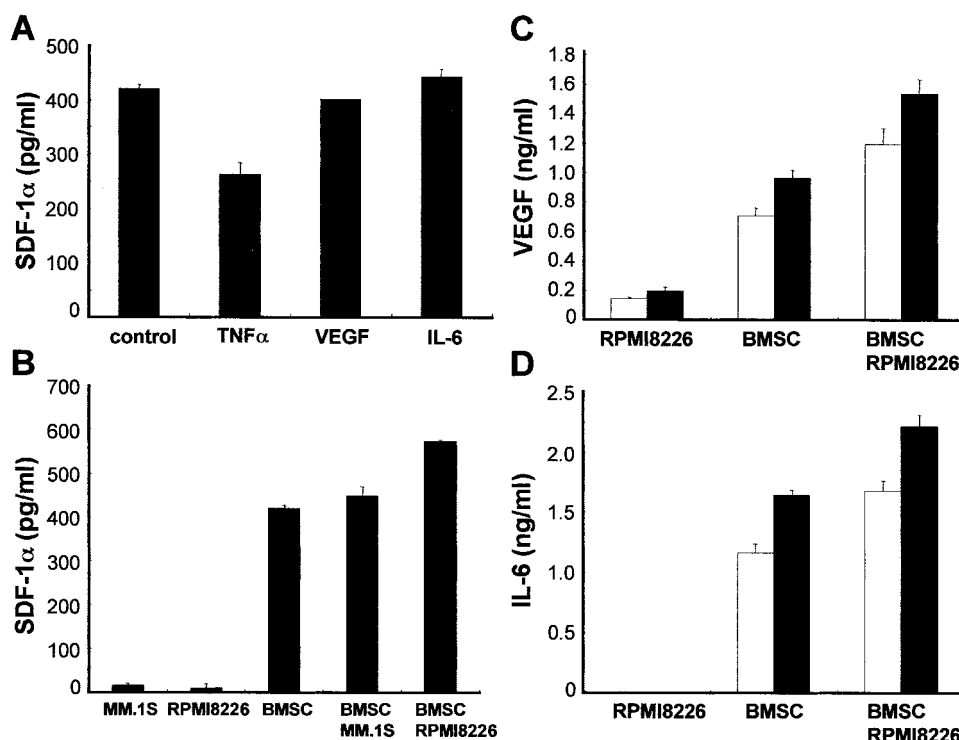 A
SDF-1α (pg/ml)
500
400
300
200
100
0
control TNFα VEGF IL-6
B
SDF-1α (pg/ml)
700
600
500
400
300
200
100
0
MM.1S RPMI8226 BMSC BMSC BMSC
MM.1S RPMI8226
C
VEGF (ng/ml)
1.8
1.6
1.4
1.2
1.0
0.8
0.6
0.4
0.2
0
RPMI8226 BMSC BMSC
RPMI8226
D
IL-6 (ng/ml)
2.5
2.0
1.5
1.0
0.5
0
RPMI8226 BMSC BMSC
RPMI8226